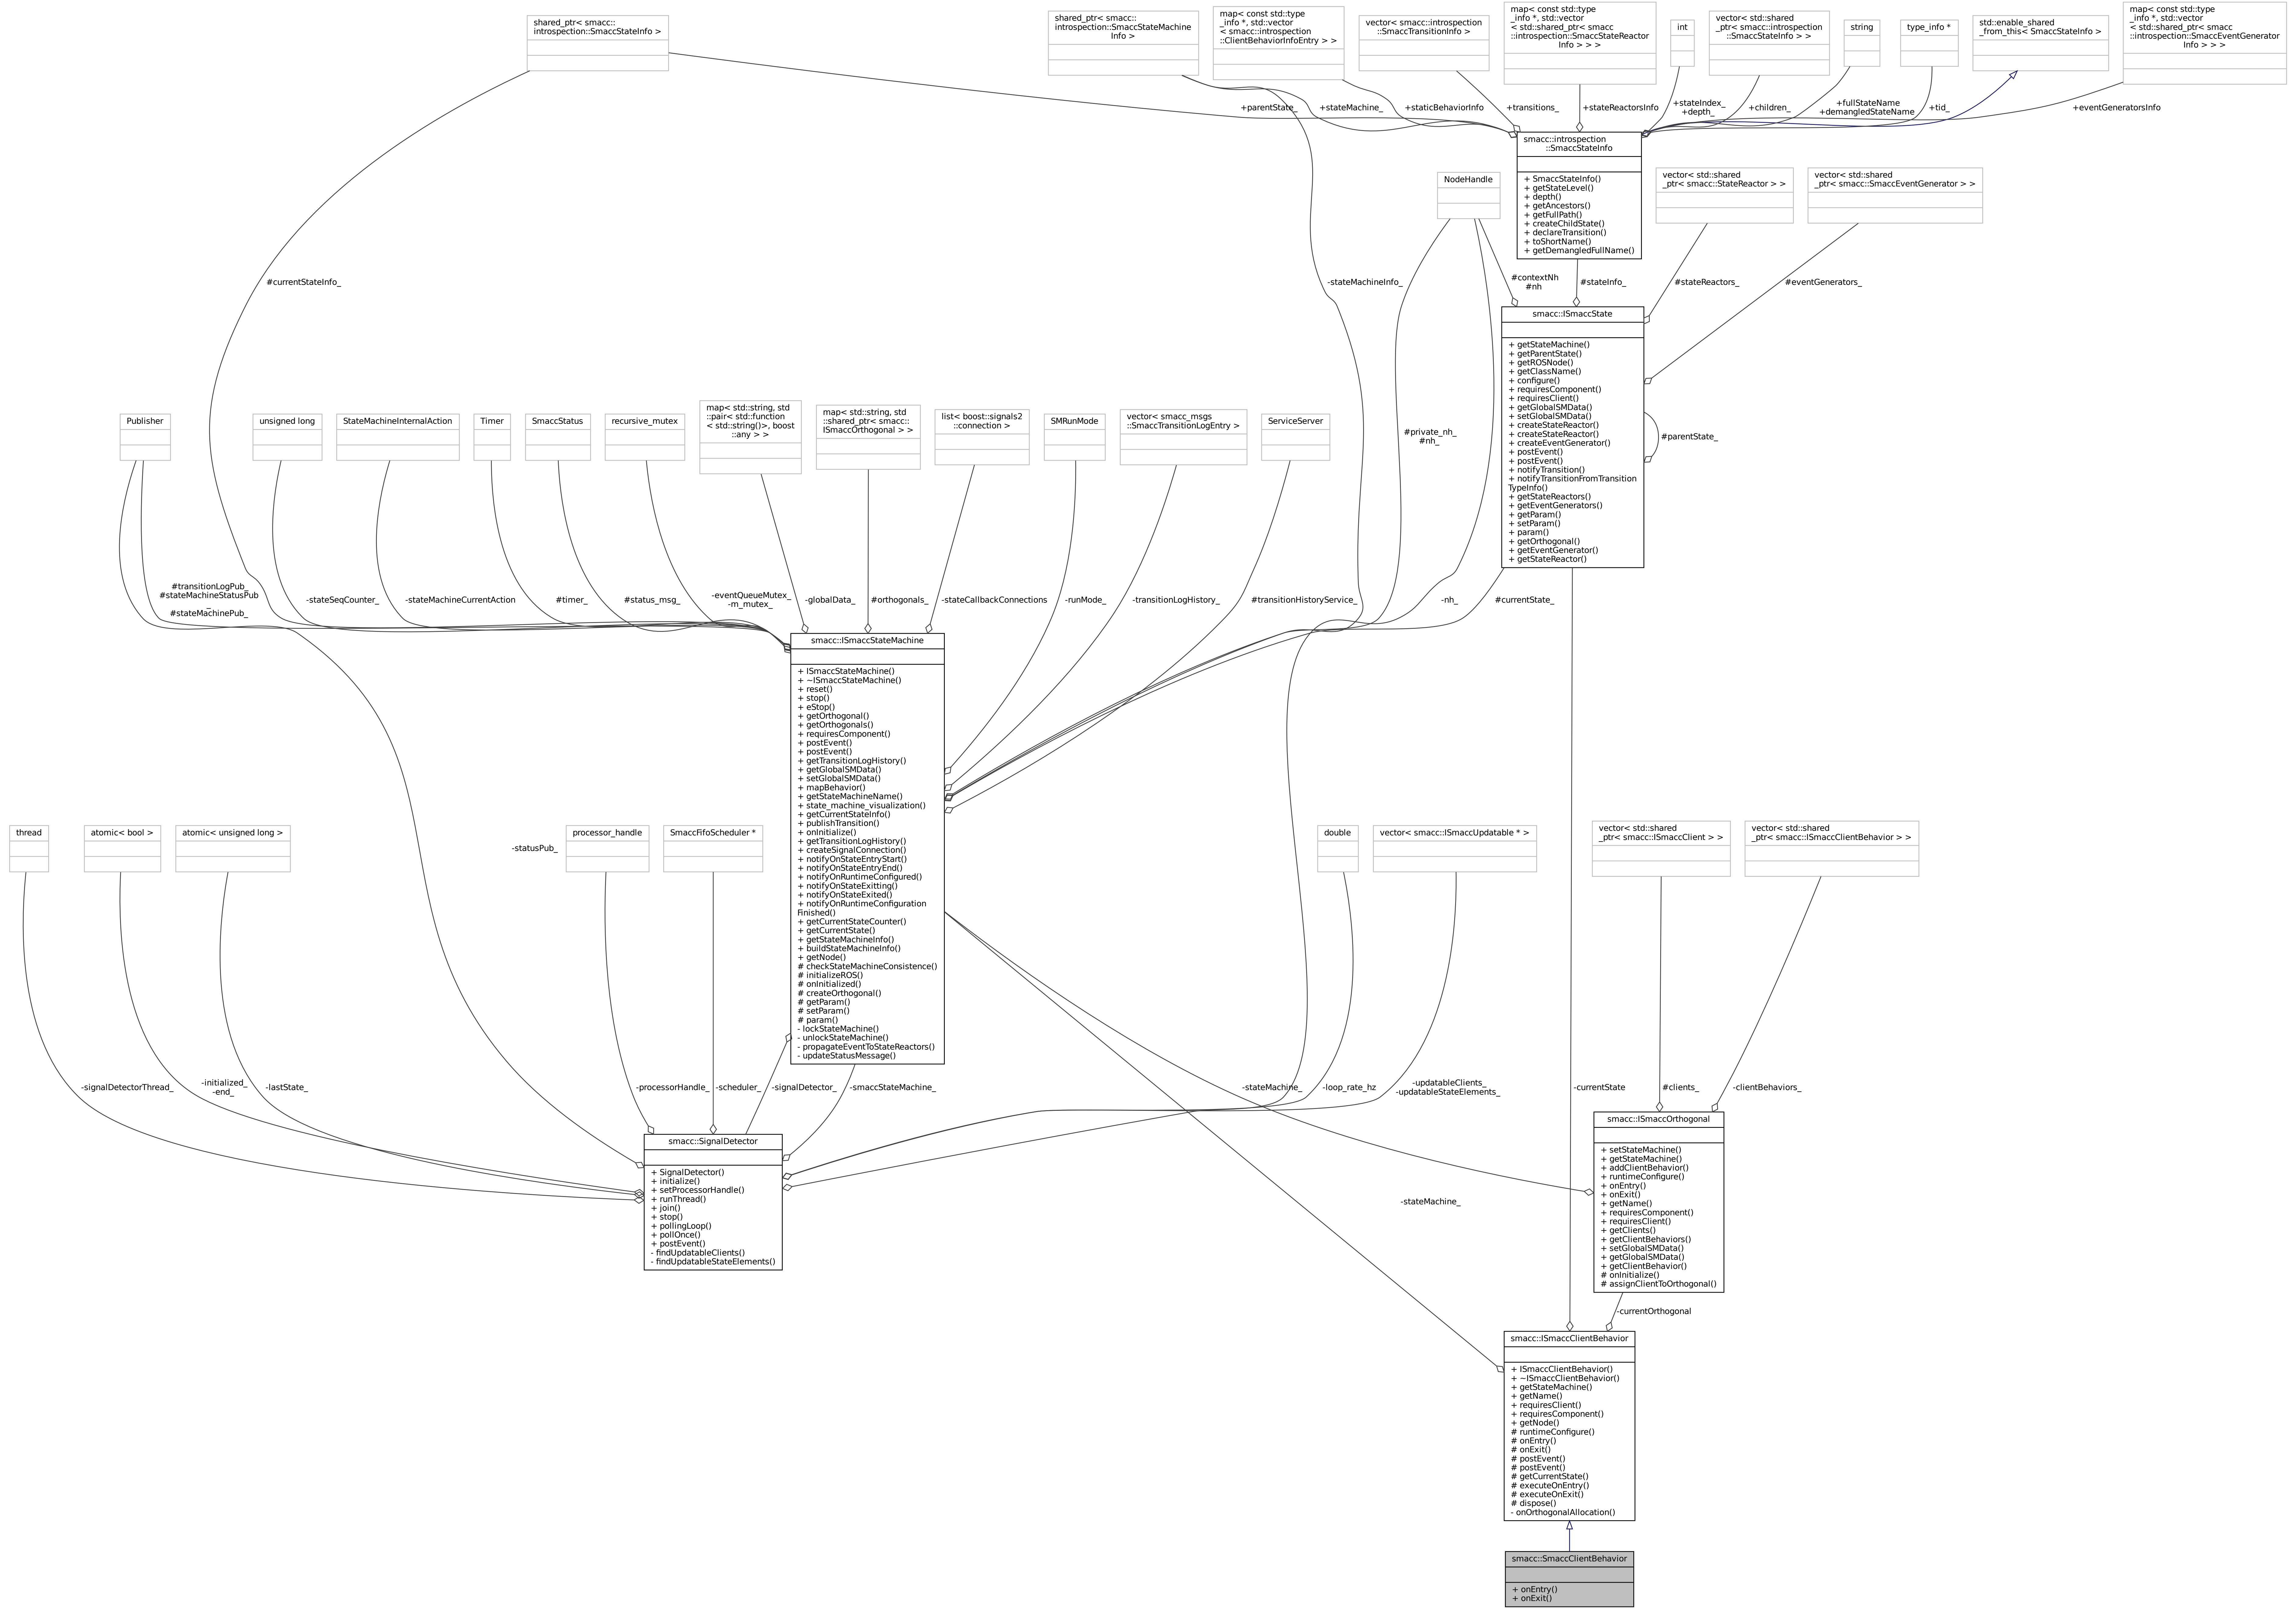 shared_ptr< smacc::
introspection::SmaccStateInfo >
shared_ptr< smacc::
introspection::SmaccStateMachine
Info >
map< const std::type
_info *, std::vector
< smacc::introspection
::ClientBehaviorInfoEntry > >
vector< smacc::introspection
::SmaccTransitionInfo >
map< const std::type
_info *, std::vector
< std::shared_ptr< smacc
::introspection::SmaccStateReactor
Info > > >
int
vector< std::shared
_ptr< smacc::introspection
::SmaccStateInfo > >
string
type_info *
std::enable_shared
_from_this< SmaccStateInfo >
map< const std::type
_info *, std::vector
< std::shared_ptr< smacc
::introspection::SmaccEventGenerator
Info > > >
+parentState_
+stateMachine_
+staticBehaviorInfo
+transitions_
+stateReactorsInfo
+stateIndex_
+depth_
+children_
+fullStateName
+demangledStateName
+tid_
+eventGeneratorsInfo
smacc::introspection
::SmaccStateInfo
+ SmaccStateInfo()
+ getStateLevel()
+ depth()
+ getAncestors()
+ getFullPath()
+ createChildState()
+ declareTransition()
+ toShortName()
+ getDemangledFullName()
NodeHandle
vector< std::shared
_ptr< smacc::StateReactor > >
vector< std::shared
_ptr< smacc::SmaccEventGenerator > >
#currentStateInfo_
-stateMachineInfo_
#contextNh
#nh
#stateInfo_
#stateReactors_
#eventGenerators_
smacc::ISmaccState
+ getStateMachine()
+ getParentState()
+ getROSNode()
+ getClassName()
+ configure()
+ requiresComponent()
+ requiresClient()
+ getGlobalSMData()
+ setGlobalSMData()
+ createStateReactor()
+ createStateReactor()
+ createEventGenerator()
+ postEvent()
+ postEvent()
+ notifyTransition()
+ notifyTransitionFromTransition
TypeInfo()
+ getStateReactors()
+ getEventGenerators()
+ getParam()
+ setParam()
+ param()
+ getOrthogonal()
+ getEventGenerator()
+ getStateReactor()
#parentState_
Publisher
unsigned long
StateMachineInternalAction
Timer
SmaccStatus
recursive_mutex
map< std::string, std
::pair< std::function
< std::string()>, boost
::any > >
map< std::string, std
::shared_ptr< smacc::
ISmaccOrthogonal > >
list< boost::signals2
::connection >
SMRunMode
vector< smacc_msgs
::SmaccTransitionLogEntry >
ServiceServer
#private_nh_
#nh_
#transitionLogPub_
#stateMachineStatusPub
_
#stateMachinePub_
-stateSeqCounter_
-stateMachineCurrentAction
#timer_
#status_msg_
-eventQueueMutex_
-m_mutex_
-globalData_
#orthogonals_
-stateCallbackConnections
-runMode_
-transitionLogHistory_
#transitionHistoryService_
-nh_
#currentState_
smacc::ISmaccStateMachine
+ ISmaccStateMachine()
+ ~ISmaccStateMachine()
+ reset()
+ stop()
+ eStop()
+ getOrthogonal()
+ getOrthogonals()
+ requiresComponent()
+ postEvent()
+ postEvent()
+ getTransitionLogHistory()
+ getGlobalSMData()
+ setGlobalSMData()
+ mapBehavior()
+ getStateMachineName()
+ state_machine_visualization()
+ getCurrentStateInfo()
+ publishTransition()
+ onInitialize()
+ getTransitionLogHistory()
+ createSignalConnection()
+ notifyOnStateEntryStart()
+ notifyOnStateEntryEnd()
+ notifyOnRuntimeConfigured()
+ notifyOnStateExitting()
+ notifyOnStateExited()
+ notifyOnRuntimeConfiguration
Finished()
+ getCurrentStateCounter()
+ getCurrentState()
+ getStateMachineInfo()
+ buildStateMachineInfo()
+ getNode()
# checkStateMachineConsistence()
# initializeROS()
# onInitialized()
# createOrthogonal()
# getParam()
# setParam()
# param()
- lockStateMachine()
- unlockStateMachine()
- propagateEventToStateReactors()
- updateStatusMessage()
thread
atomic< bool >
atomic< unsigned long >
-statusPub_
processor_handle
SmaccFifoScheduler *
double
vector< smacc::ISmaccUpdatable * >
vector< std::shared
_ptr< smacc::ISmaccClient > >
vector< std::shared
_ptr< smacc::ISmaccClientBehavior > >
-signalDetectorThread_
-initialized_
-end_
-lastState_
-processorHandle_
-scheduler_
-signalDetector_
-smaccStateMachine_
-stateMachine_
-loop_rate_hz
-updatableClients_
-updatableStateElements_
-currentState
#clients_
-clientBehaviors_
smacc::SignalDetector
+ SignalDetector()
+ initialize()
+ setProcessorHandle()
+ runThread()
+ join()
+ stop()
+ pollingLoop()
+ pollOnce()
+ postEvent()
- findUpdatableClients()
- findUpdatableStateElements()
smacc::ISmaccOrthogonal
+ setStateMachine()
+ getStateMachine()
+ addClientBehavior()
+ runtimeConfigure()
+ onEntry()
+ onExit()
+ getName()
+ requiresComponent()
+ requiresClient()
+ getClients()
+ getClientBehaviors()
+ setGlobalSMData()
+ getGlobalSMData()
+ getClientBehavior()
# onInitialize()
# assignClientToOrthogonal()
-stateMachine_
-currentOrthogonal
smacc::ISmaccClientBehavior
+ ISmaccClientBehavior()
+ ~ISmaccClientBehavior()
+ getStateMachine()
+ getName()
+ requiresClient()
+ requiresComponent()
+ getNode()
# runtimeConfigure()
# onEntry()
# onExit()
# postEvent()
# postEvent()
# getCurrentState()
# executeOnEntry()
# executeOnExit()
# dispose()
- onOrthogonalAllocation()
smacc::SmaccClientBehavior
+ onEntry()
+ onExit()